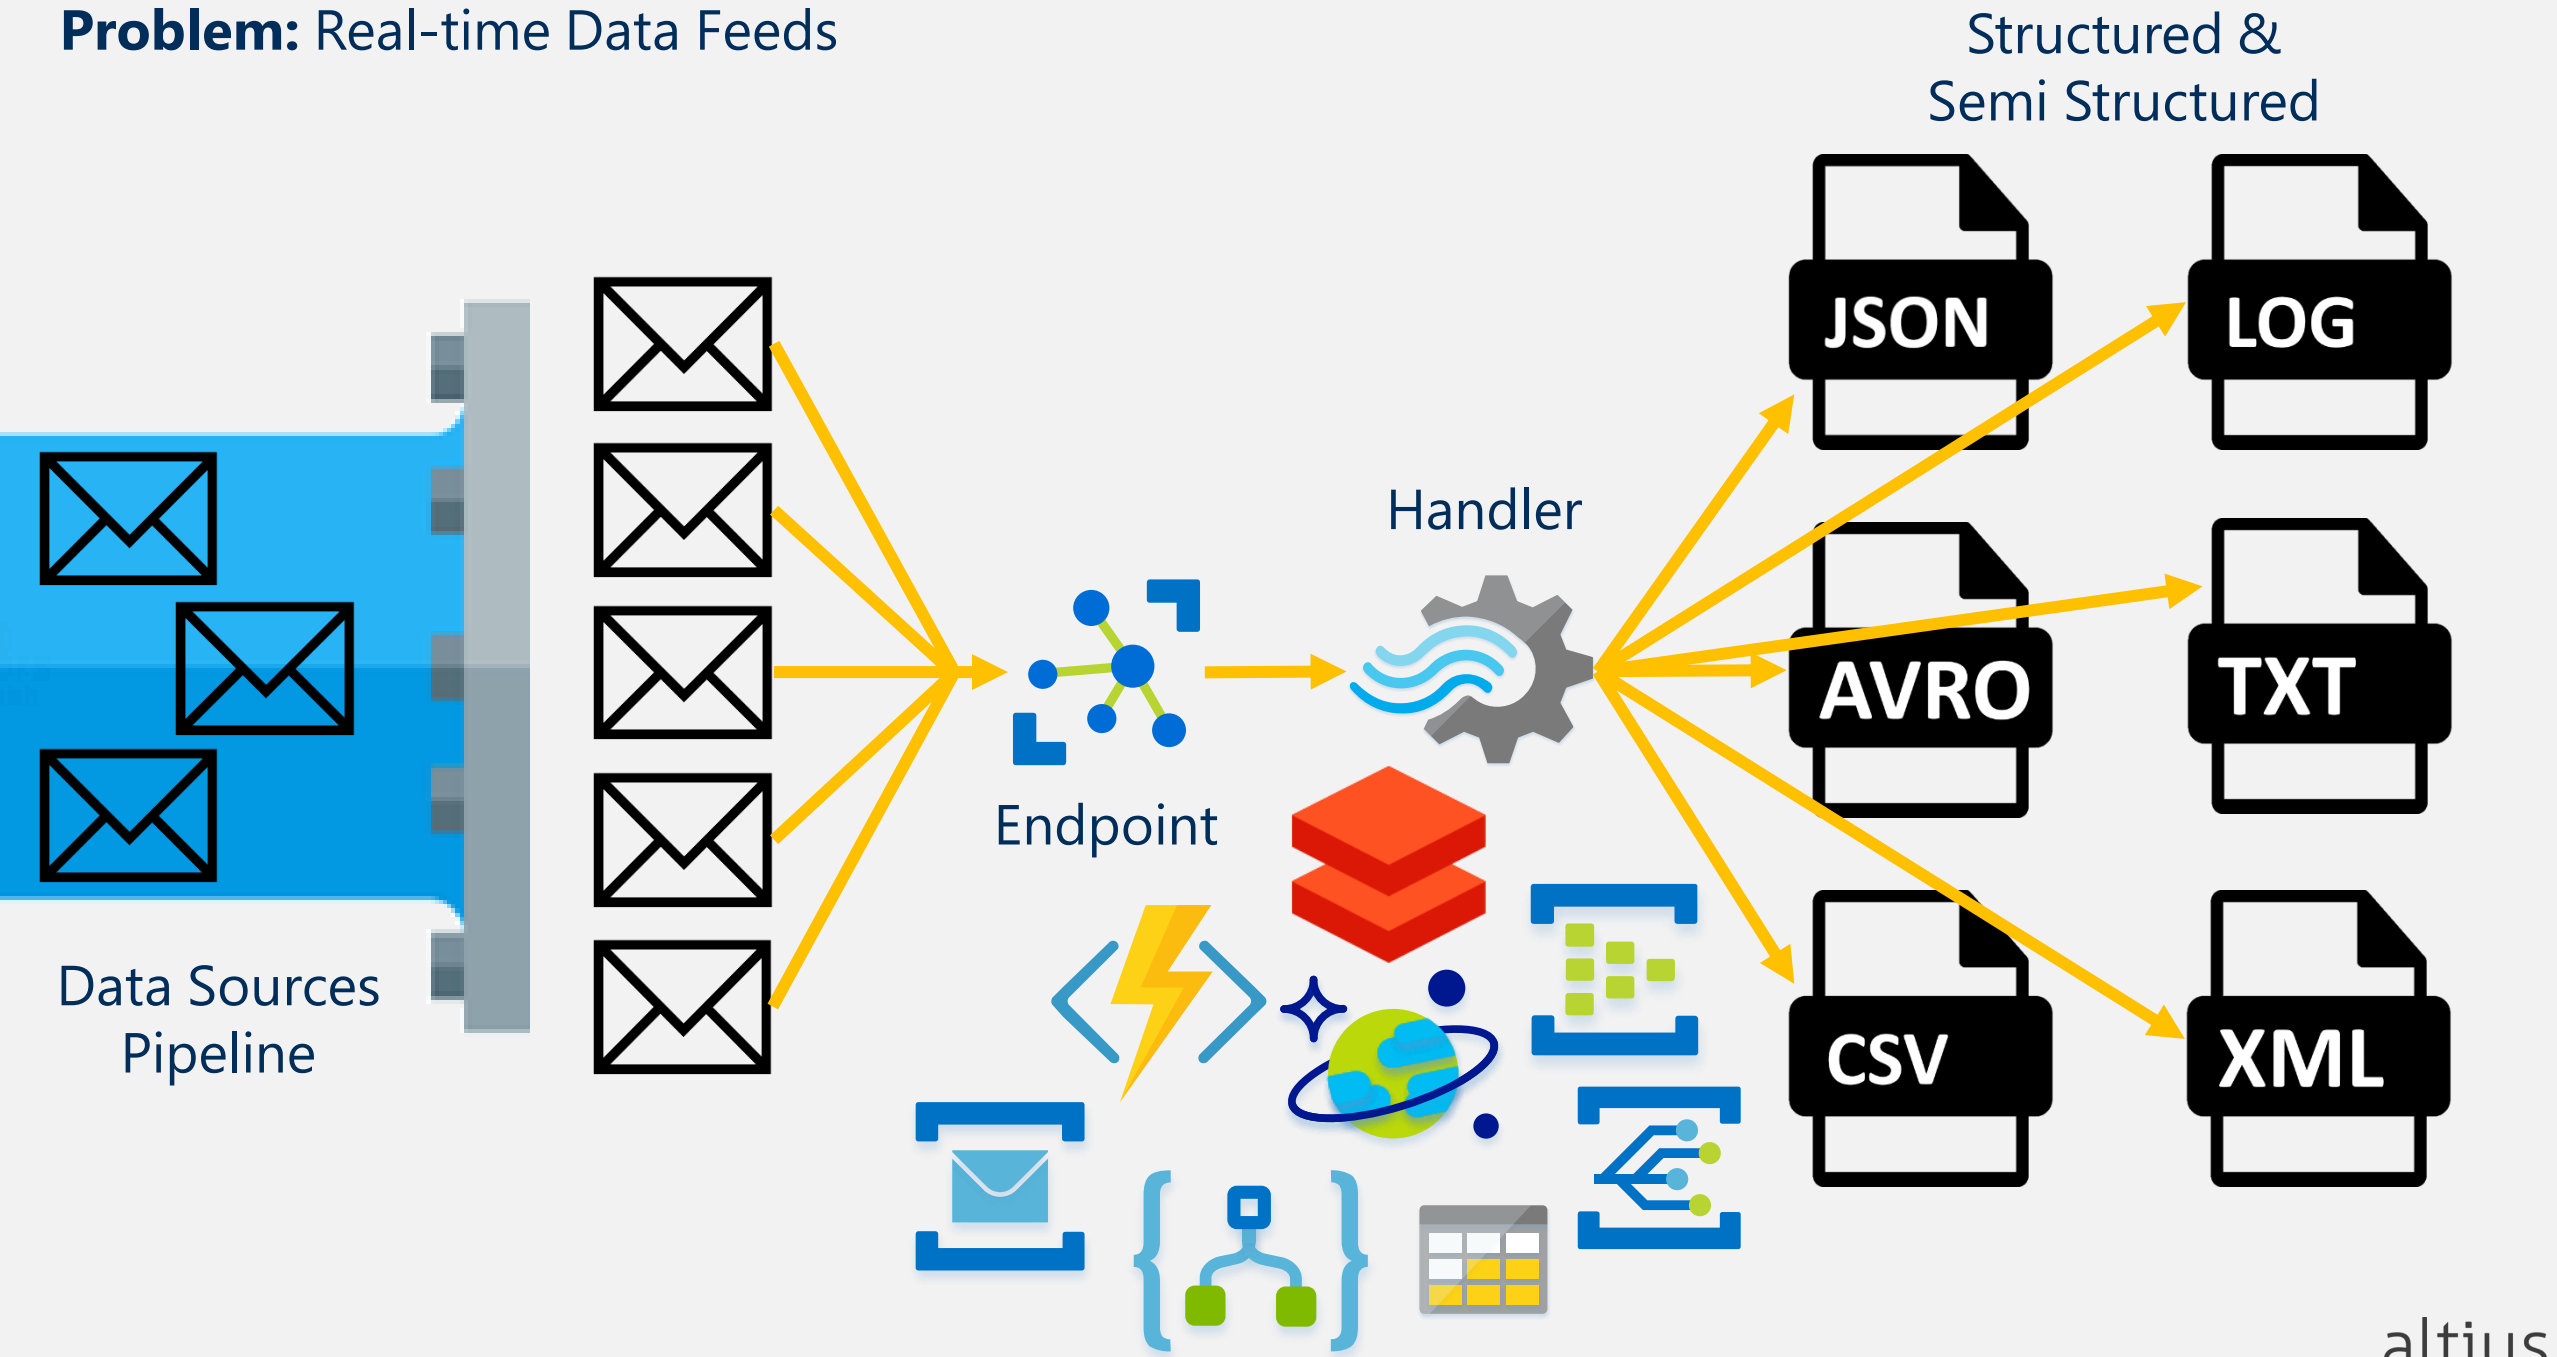 Problem: Real-time Data Feeds
Structured &
Semi Structured
JSON
LOG
Handler
AVRO
TXT
Endpoint
Data Sources
Pipeline
CSV
XML
altius